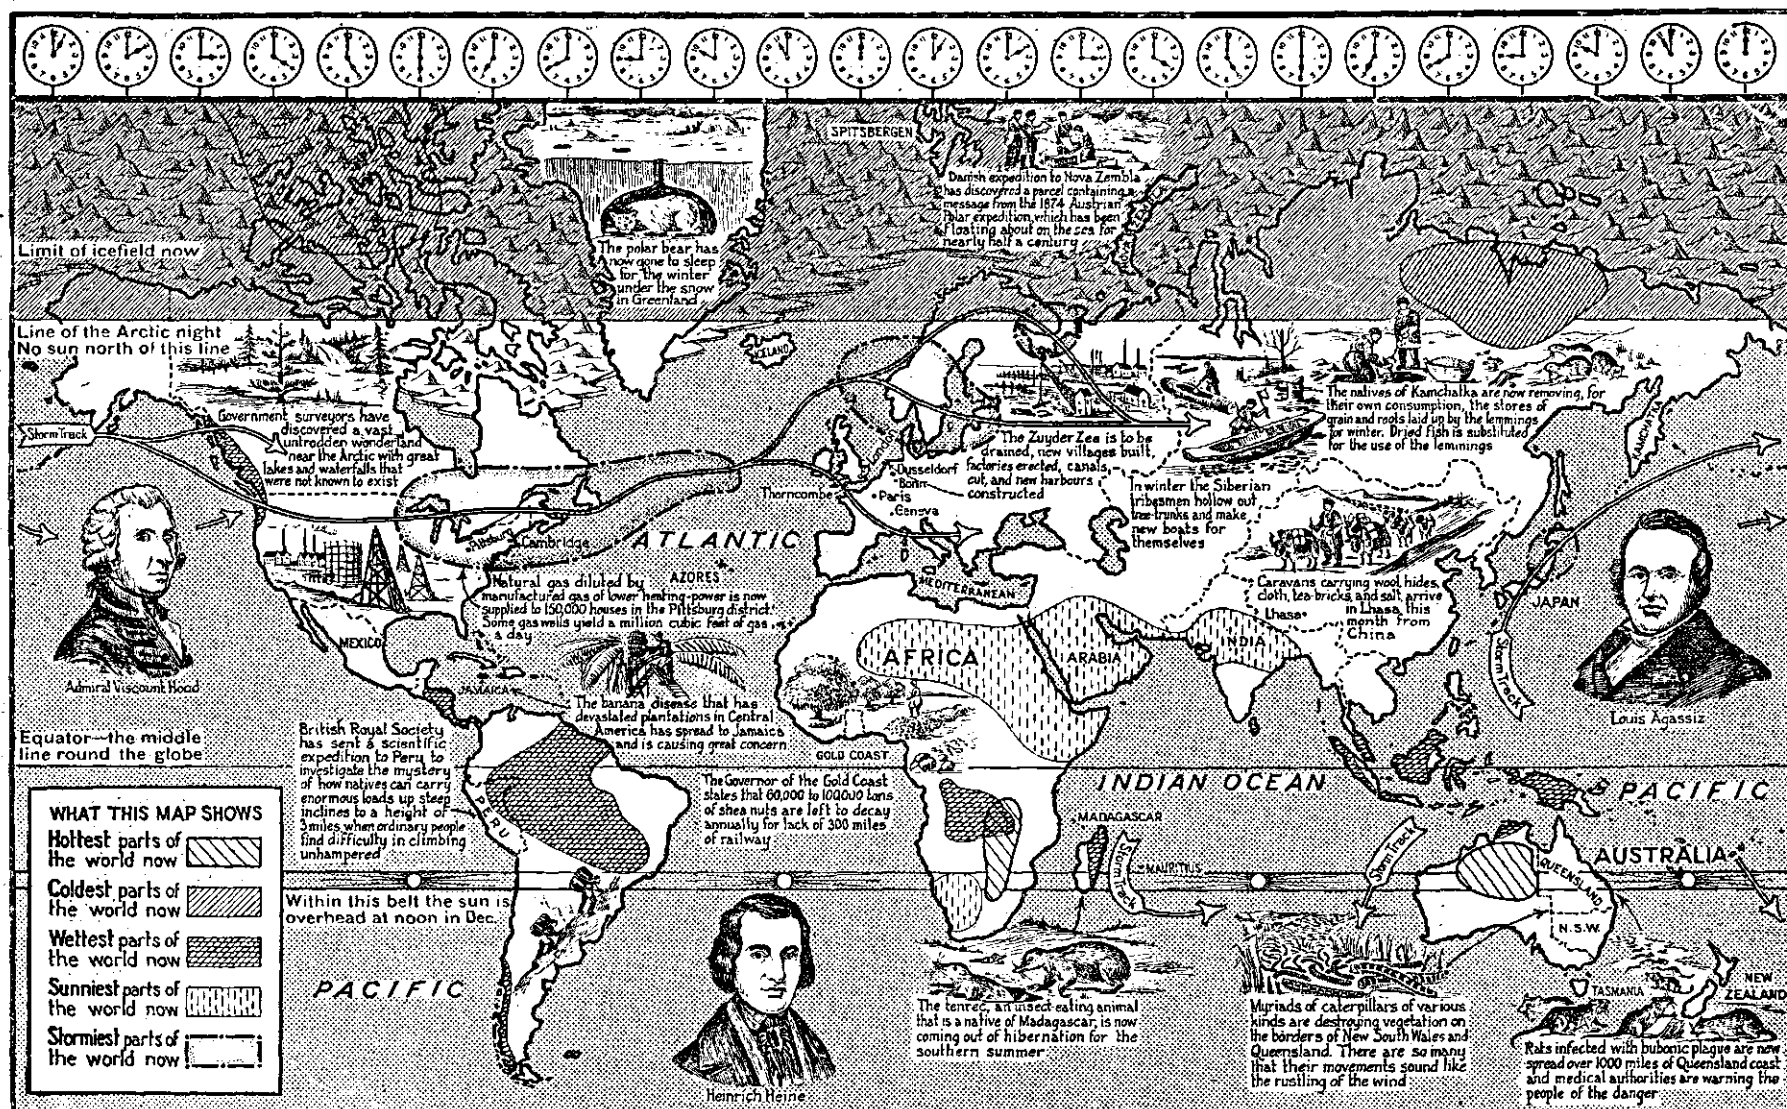 SPITSBERGEN
Danish expedition to Nova Zembla
has discovered a parcel containing a
message from the 1874 Austrian
Polar expedition, which has been
floating about on the sea for
nearly half a century
Limit of icefield now
The polar bear has
now gone to sleep
for the winter
under the snow
in Greenland
Line of the Arctic night
No sun north of this line
ICELAND
Government surveyors have
discovered a vast
untrodden wonderland
near the Arctic with great
lakes and waterfalls that
were not known to exist
Storm Track
The natives of Kamchatka are now removing, for
their own consumption, the stores of
grain and roots laid up by the lemmings
for winter. Dried fish is substituted
for the use of the lemmings
KAMCHATKA
The Zuyder Zee is to be
drained, new villages built,
factories erected, canals
cut, and new harbours
constructed
London
Dusseldorf
Bonn
Paris
Geneva
Thorncombe
In winter the Siberian
tribesmen hollow out
tree-trunks and make
new boats for
themselves
Pittsburg
Cambridge
ATLANTIC
AZORES
MEDITERRANEAN
Natural gas diluted by
manufactured gas of lower heating-power is now
supplied to 150,000 houses in the Pittsburg district.
Some gas wells yield a million cubic feet of gas
a day
Caravans carrying wool, hides,
cloth, tea-bricks, and salt, arrive
in Lhasa this
month from
China
Lhasa
JAPAN
Storm Track
MEXICO
AFRICA
ARABIA
INDIA
Admiral Viscount Hood
JAMAICA
Louis Agassiz
The banana disease that has
devastated plantations in Central
America has spread to Jamaica
and is causing great concern
Equator—the middle
line round the globe
British Royal Society
has sent a scientific
expedition to Peru to
investigate the mystery
of how natives can carry
enormous loads up steep
inclines to a height of
3 miles, when ordinary people
find difficulty in climbing
unhampered
PERU
GOLD COAST
The Governor of the Gold Coast
states that 60,000 to 100,000 tons
of shea nuts are left to decay
annually for lack of 300 miles
of railway
INDIAN OCEAN
PACIFIC
MADAGASCAR
MAURITIUS
Storm Track
Storm Track
AUSTRALIA
QUEENSLAND
N.S.W.
WHAT THIS MAP SHOWS
Hottest parts of
the world now
Coldest parts of
the world now
Wettest parts of
the world now
Sunniest parts of
the world now
Stormiest parts of
the world now
Within this belt the sun is
overhead at noon in Dec.
PACIFIC
Heinrich Heine
The tenrec, an insect-eating animal
that is a native of Madagascar, is now
coming out of hibernation for the
southern summer
Myriads of caterpillars of various
kinds are destroying vegetation on
the borders of New South Wales and
Queensland. There are so many
that their movements sound like
the rustling of the wind
TASMANIA
NEW
ZEALAND
Rats infected with bubonic plague are now
spread over 1000 miles of Queensland coast
and medical authorities are warning the
people of the danger